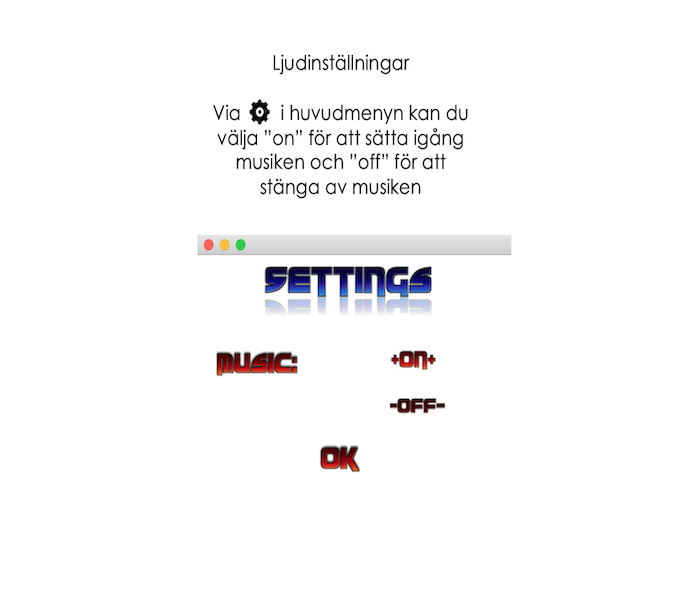 Ljudinställningar
Via i huvudmenyn kan du
välja ”on” för att sätta igång
musiken och ”off” för att
stänga av musiken
SETTINGS
MUSIC: +ON+
-OFF-
OK